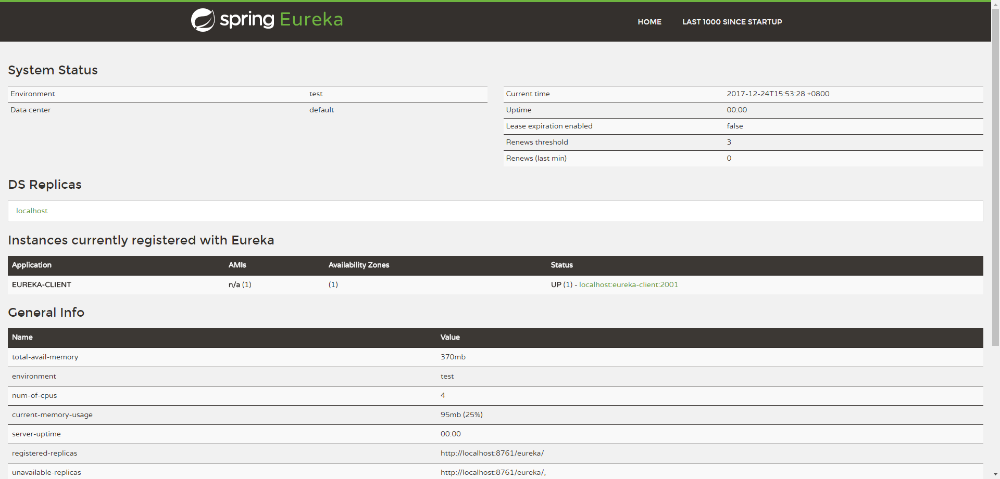 spring Eureka
HOME LAST 1000 SINCE STARTUP
System Status
Environment test
Data center default
Current time 2017-12-24T15:53:28 +0800
Uptime 00:00
Lease expiration enabled false
Renews threshold 3
Renews (last min) 0
DS Replicas
localhost
Instances currently registered with Eureka
Application AMIs Availability Zones Status
EUREKA-CLIENT n/a (1) (1) UP (1) - localhost:eureka-client:2001
General Info
Name Value
total-avail-memory 370mb
environment test
num-of-cpus 4
current-memory-usage 95mb (25%)
server-uptime 00:00
registered-replicas http://localhost:8761/eureka/
unavailable-replicas http://localhost:8761/eureka/,